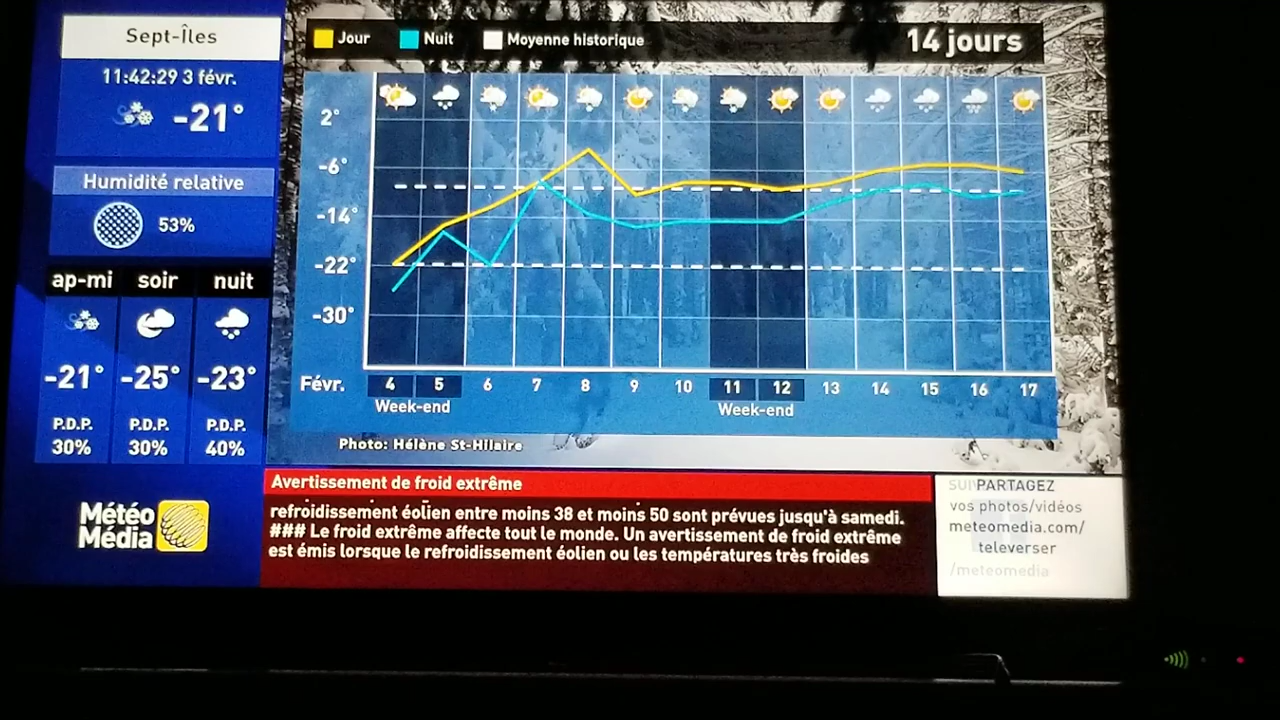 Sept-Îles
11:42:29 3 févr.
-21°
Humidité relative
53%
ap-mi soir nuit
-21° -25° -23°
P.D.P. P.D.P. P.D.P.
30% 30% 40%
Météo
Média
Jour Nuit Moyenne historique
14 jours
2°
-6°
-14°
-22°
-30°
Févr. 4 5 6 7 8 9 10 11 12 13 14 15 16 17
Week-end Week-end
Photo: Hélène St-Hilaire
Avertissement de froid extrême
refroidissement éolien entre moins 38 et moins 50 sont prévues jusqu'à samedi.
### Le froid extrême affecte tout le monde. Un avertissement de froid extrême
est émis lorsque le refroidissement éolien ou les températures très froides
PARTAGEZ
vos photos/vidéos
meteomedia.com/
televerser
/meteomedia